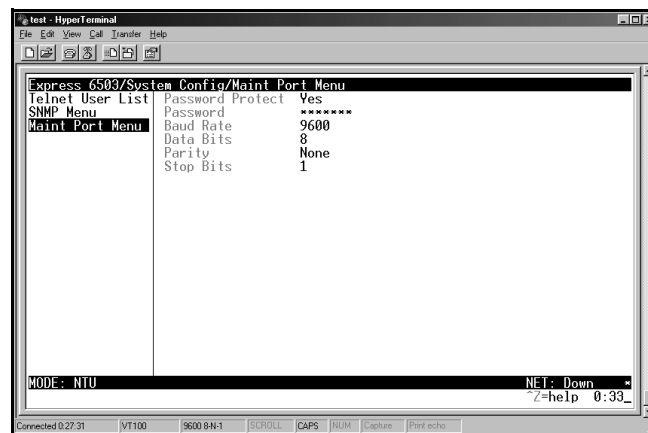 test - HyperTerminal
File Edit View Call Transfer Help
Express 6503/System Config/Maint Port Menu
Telnet User List Password Protect Yes
SNMP Menu Password *******
Maint Port Menu Baud Rate 9600
Data Bits 8
Parity None
Stop Bits 1
MODE: NTU NET: Down *
^Z=help 0:33_
Connected 0:27:31 VT100 9600 8-N-1 SCROLL CAPS NUM Capture Print echo